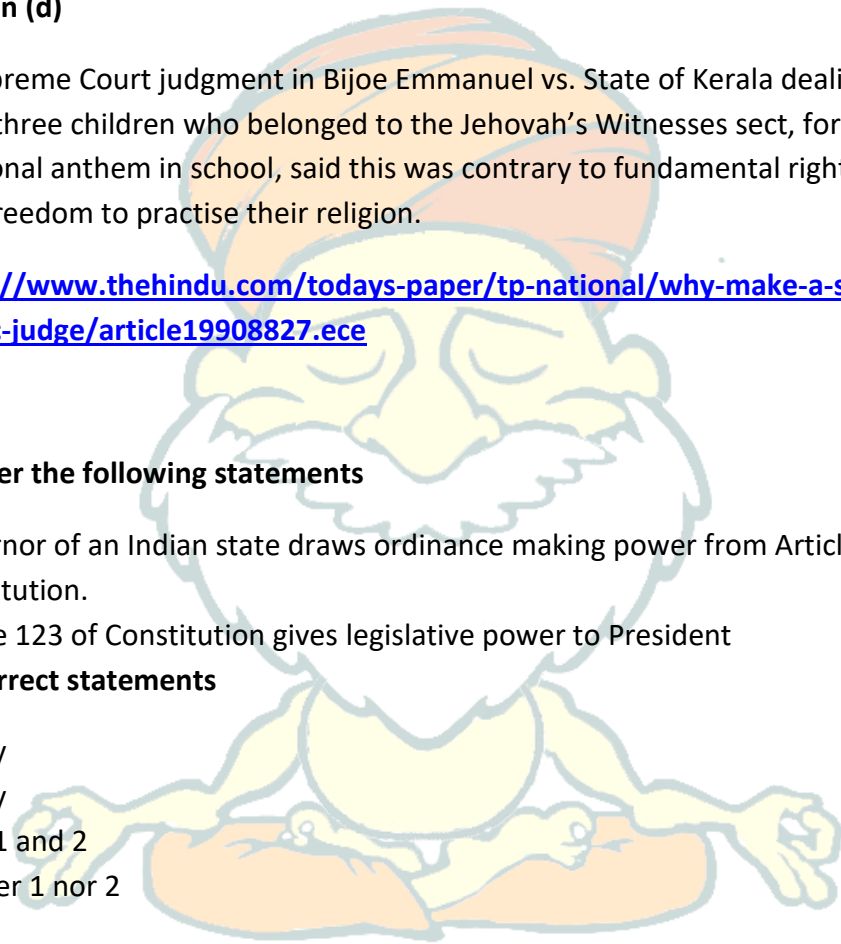 n (d)
preme Court judgment in Bijoe Emmanuel vs. State of Kerala deali
three children who belonged to the Jehovah’s Witnesses sect, for
onal anthem in school, said this was contrary to fundamental right
reedom to practise their religion.
//www.thehindu.com/todays-paper/tp-national/why-make-a-s
-judge/article19908827.ece
er the following statements
rnor of an Indian state draws ordinance making power from Articl
tution.
e 123 of Constitution gives legislative power to President
rrect statements
y
y
1 and 2
er 1 nor 2